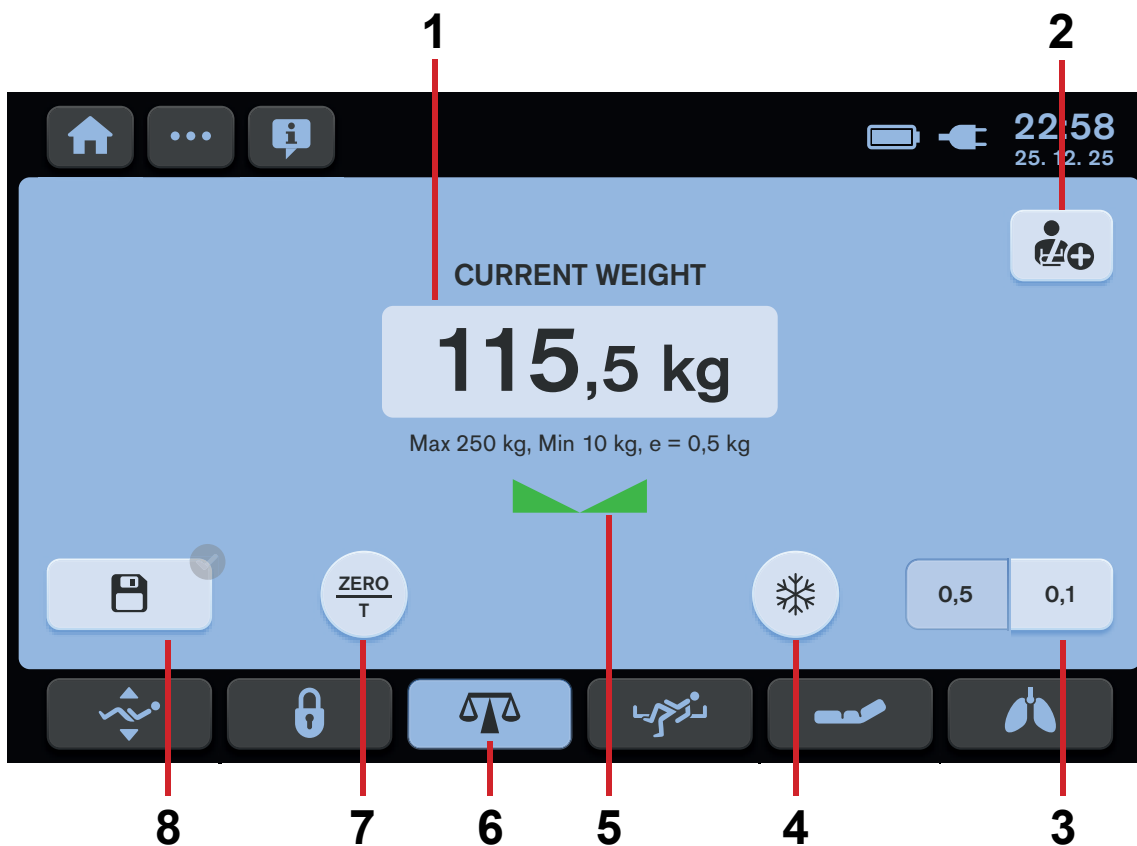 1 2
22:58
25. 12. 25
CURRENT WEIGHT
115,5 kg
Max 250 kg, Min 10 kg, e = 0,5 kg
ZERO
T
0,5 0,1
8 7 6 5 4 3